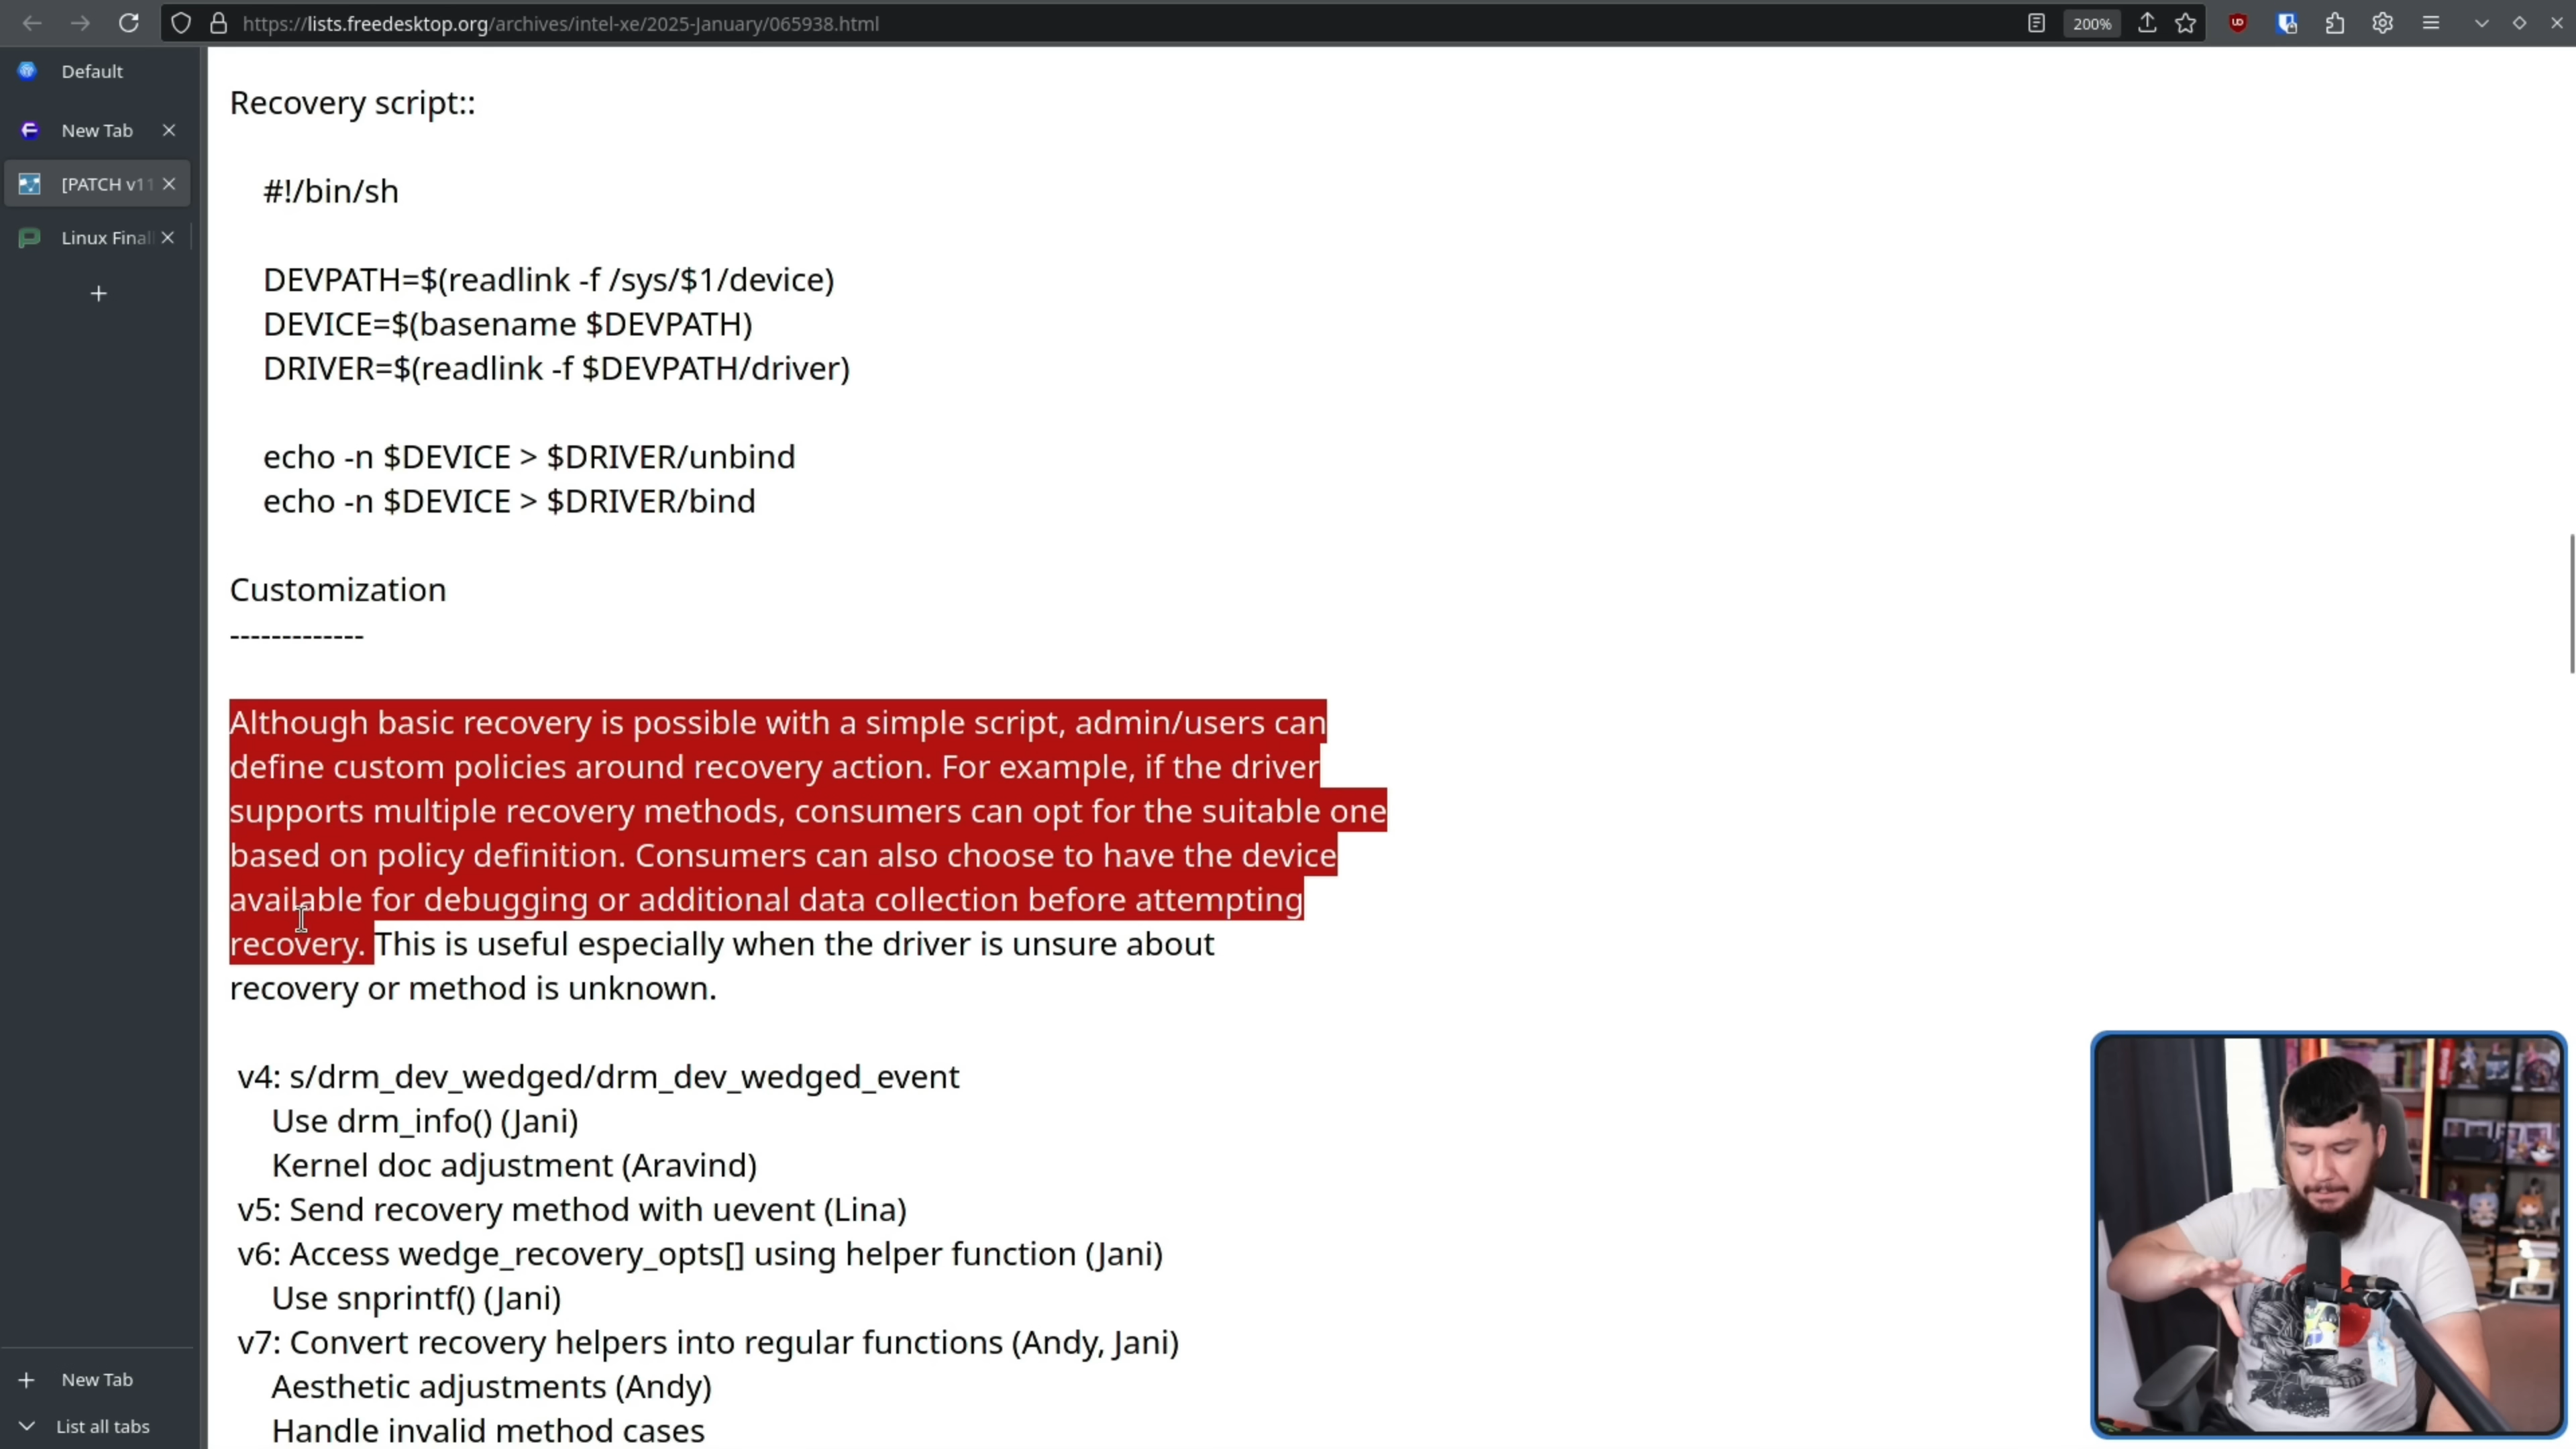 https://lists.freedesktop.org/archives/intel-xe/2025-January/065938.html
200%
Default
New Tab
[PATCH v11
Linux Final
New Tab
List all tabs
Recovery script::
#!/bin/sh
DEVPATH=$(readlink -f /sys/$1/device)
DEVICE=$(basename $DEVPATH)
DRIVER=$(readlink -f $DEVPATH/driver)
echo -n $DEVICE > $DRIVER/unbind
echo -n $DEVICE > $DRIVER/bind
Customization
-------------
Although basic recovery is possible with a simple script, admin/users can
define custom policies around recovery action. For example, if the driver
supports multiple recovery methods, consumers can opt for the suitable one
based on policy definition. Consumers can also choose to have the device
available for debugging or additional data collection before attempting
recovery. This is useful especially when the driver is unsure about
recovery or method is unknown.
v4: s/drm_dev_wedged/drm_dev_wedged_event
Use drm_info() (Jani)
Kernel doc adjustment (Aravind)
v5: Send recovery method with uevent (Lina)
v6: Access wedge_recovery_opts[] using helper function (Jani)
Use snprintf() (Jani)
v7: Convert recovery helpers into regular functions (Andy, Jani)
Aesthetic adjustments (Andy)
Handle invalid method cases